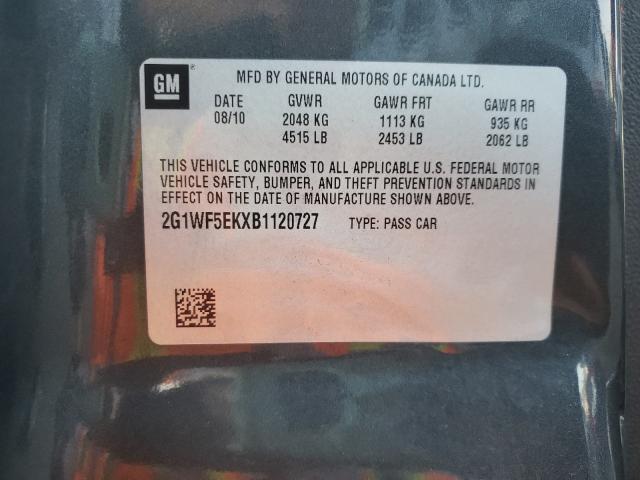 GM ® MFD BY GENERAL MOTORS OF CANADA LTD.
DATE GVWR GAWR FRT GAWR RR
08/10 2048 KG 1113 KG 935 KG
4515 LB 2453 LB 2062 LB
THIS VEHICLE CONFORMS TO ALL APPLICABLE U.S. FEDERAL MOTOR
VEHICLE SAFETY, BUMPER, AND THEFT PREVENTION STANDARDS IN
EFFECT ON THE DATE OF MANUFACTURE SHOWN ABOVE.
2G1WF5EKXB1120727 TYPE: PASS CAR